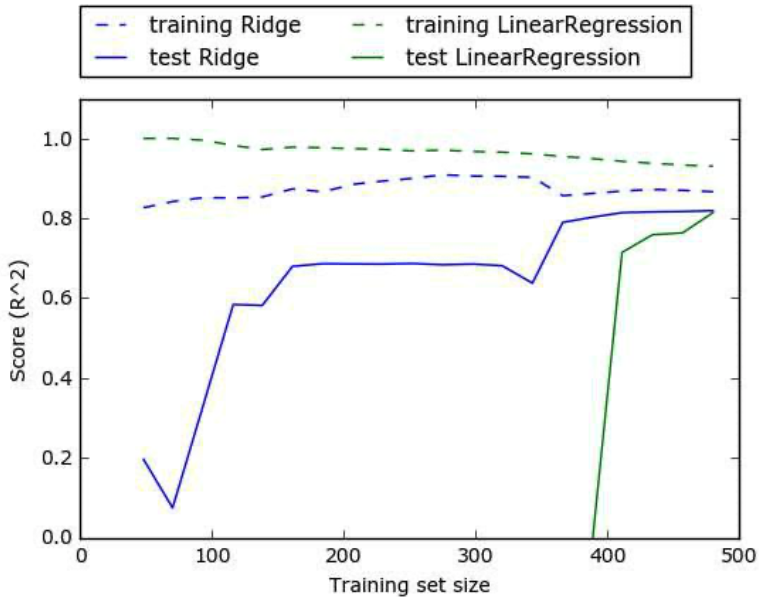 training Ridge training LinearRegression
test Ridge test LinearRegression
1.0
0.8
0.6
0.4
0.2
0.0
Score (R^2)
0 100 200 300 400 500
Training set size